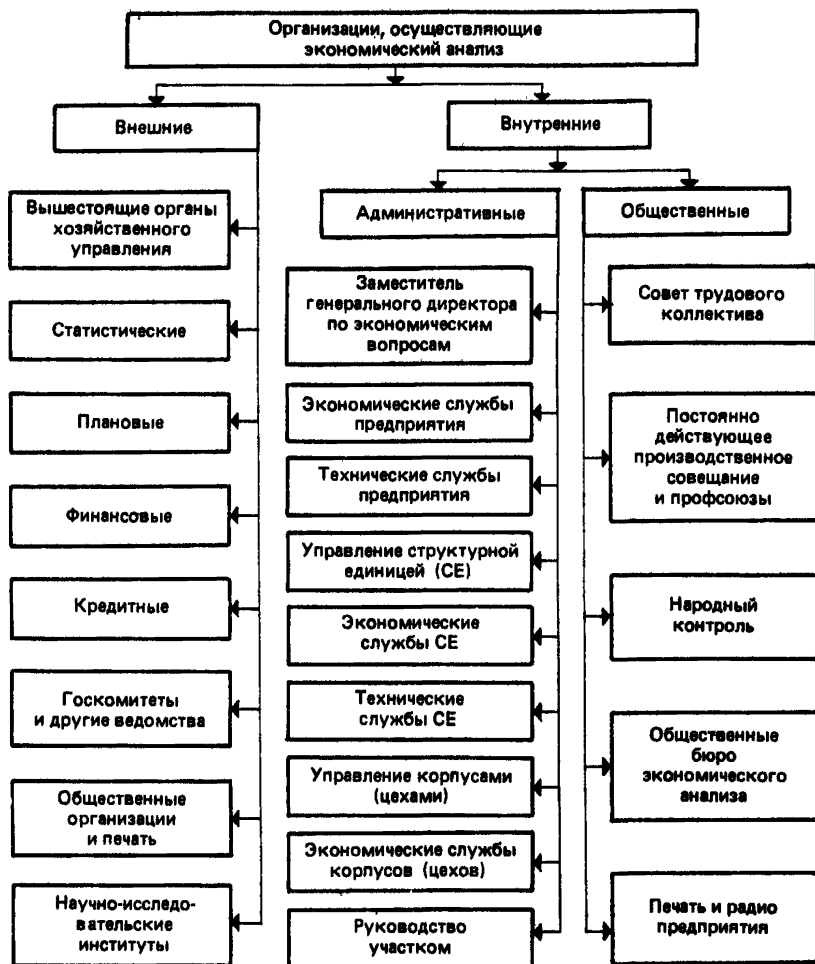 Организации, осуществляющие
экономический анализ
Внешние
Внутренние
Административные
Общественные
Вышестоящие органы
хозяйственного
управления
Статистические
Плановые
Финансовые
Кредитные
Госкомитеты
и другие ведомства
Общественные
организации
и печать
Научно-исследо-
вательские
институты
Заместитель
генерального директора
по экономическим
вопросам
Экономические службы
предприятия
Технические службы
предприятия
Управление структурной
единицей (СЕ)
Экономические
службы СЕ
Технические
службы СЕ
Управление корпусами
(цехами)
Экономические службы
корпусов (цехов)
Руководство
участком
Совет трудового
коллектива
Постоянно
действующее
производственное
совещание
и профсоюзы
Народный
контроль
Общественные
бюро
экономического
анализа
Печать и радио
предприятия